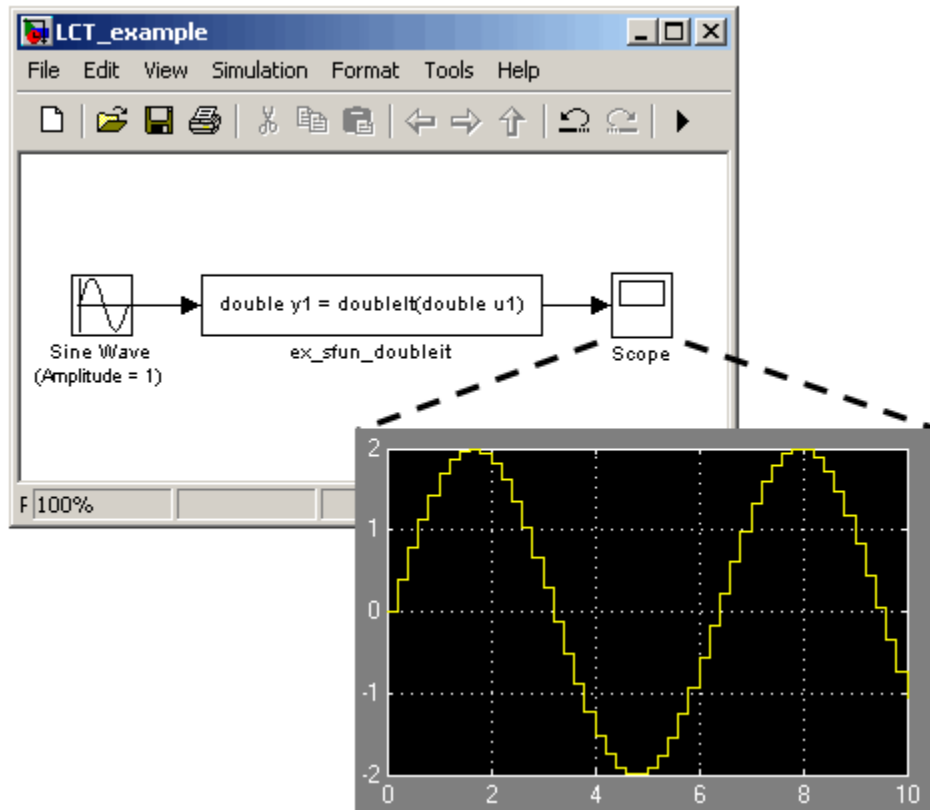 LCT_example
File Edit View Simulation Format Tools Help
double y1 = doubleIt(double u1)
Sine Wave
(Amplitude = 1)
ex_sfun_doubleit
Scope
F 100%
2
1
0
-1
-2
0 2 4 6 8 10